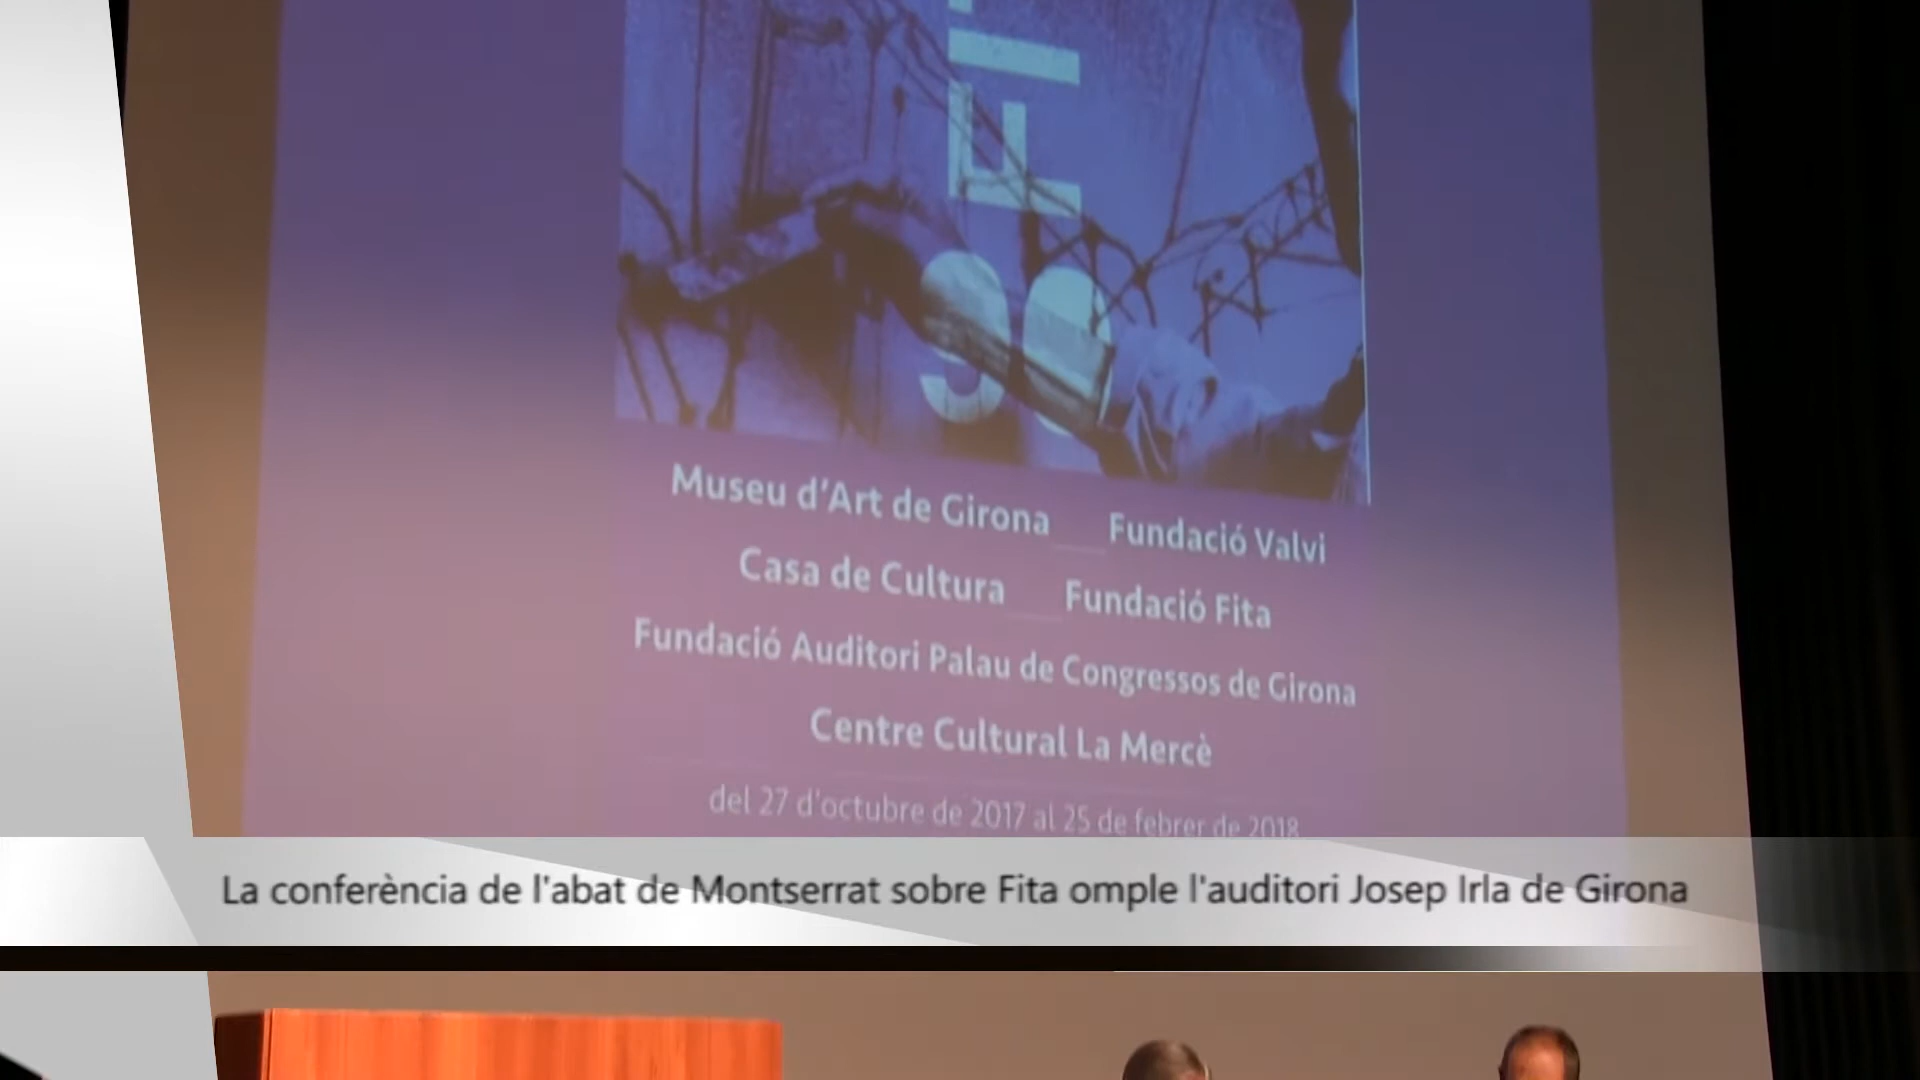 Museu d'Art de Girona Fundació Valvi
Casa de Cultura Fundació Fita
Fundació Auditori Palau de Congressos de Girona
Centre Cultural La Mercè
del 27 d'octubre de 2017 al 25 de febrer de 2018
La conferència de l'abat de Montserrat sobre Fita omple l'auditori Josep Irla de Girona